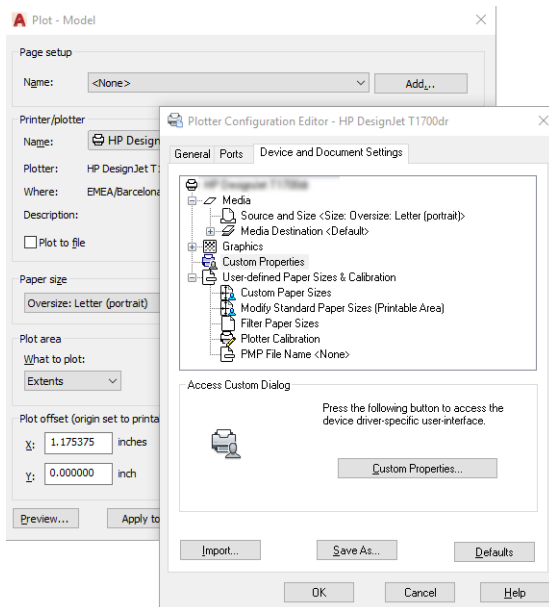 Plot - Model
Page setup
Name:
<None>
Add...
Printer/plotter
Name:
HP Design
Plotter:
HP DesignJet T
Where:
EMEA/Barcelona
Description:
Plot to file
Paper size
Oversize: Letter (portrait)
Plot area
What to plot:
Extents
Plot offset (origin set to printa
X:
1.175375
inches
Y:
0.000000
inch
Preview...
Apply to
Plotter Configuration Editor - HP DesignJet T1700dr
General
Ports
Device and Document Settings
Media
Source and Size <Size: Oversize: Letter (portrait)>
Media Destination <Default>
Graphics
Custom Properties
User-defined Paper Sizes & Calibration
Custom Paper Sizes
Modify Standard Paper Sizes (Printable Area)
Filter Paper Sizes
Plotter Calibration
PMP File Name <None>
Access Custom Dialog
Press the following button to access the
device driver-specific user-interface.
Custom Properties...
Import...
Save As...
Defaults
OK
Cancel
Help